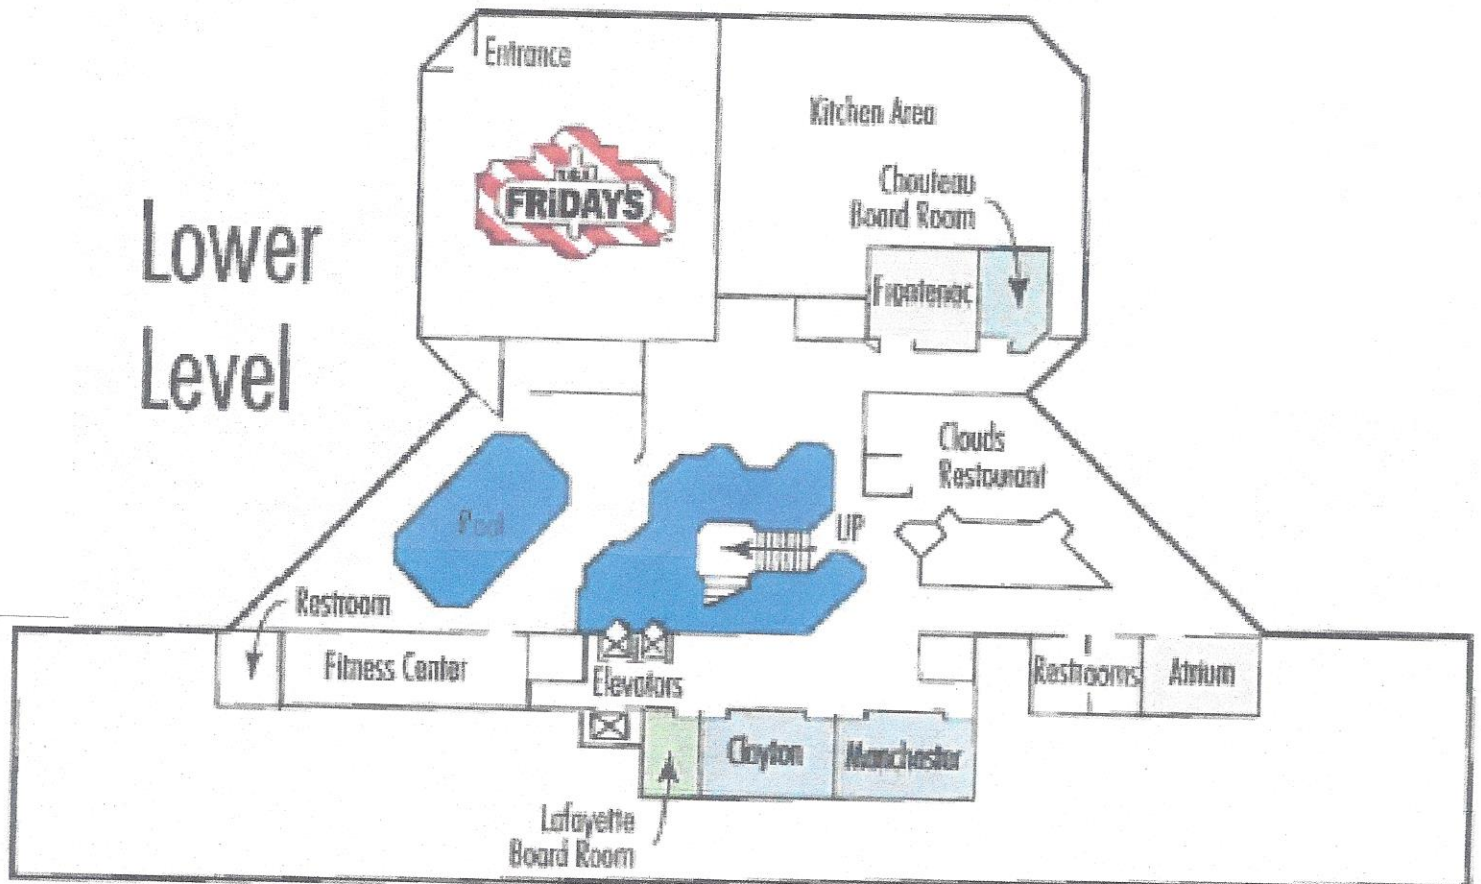 Entrance
Kitchen Area
FRIDAY'S
Chouteau
Board Room
Lower
Level
Frontenac
Clouds
Restaurant
Pool
UP
Restroom
Fitness Center
Elevators
Restrooms
Atrium
Clayton
Manchester
Lafayette
Board Room